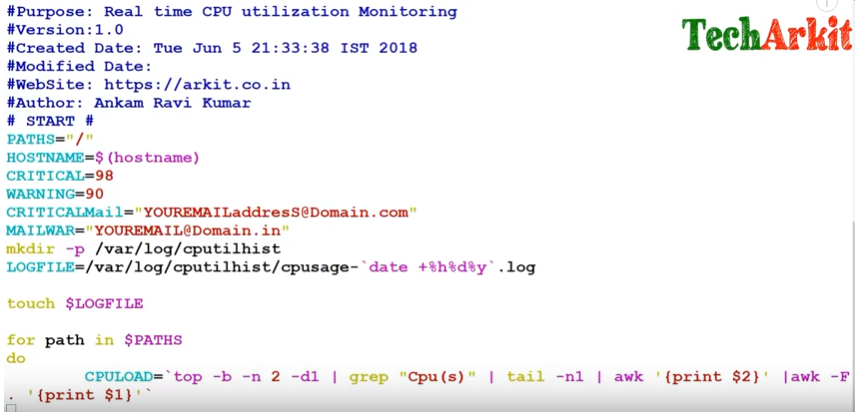 #Purpose: Real time CPU utilization Monitoring
#Version:1.0
#Created Date: Tue Jun 5 21:33:38 IST 2018
#Modified Date:
#WebSite: https://arkit.co.in
#Author: Ankam Ravi Kumar
# START #
PATHS="/"
HOSTNAME=$(hostname)
CRITICAL=98
WARNING=90
CRITICALMail="YOUREMAILaddresS@Domain.com"
MAILWAR="YOUREMAIL@Domain.in"
mkdir -p /var/log/cputilhist
LOGFILE=/var/log/cputilhist/cpusage-`date +%h%d%y`.log
touch $LOGFILE
for path in $PATHS
do
CPULOAD=`top -b -n 2 -d1 | grep "Cpu(s)" | tail -n1 | awk '{print $2}' |awk -F
. '{print $1}'`
TechArkit